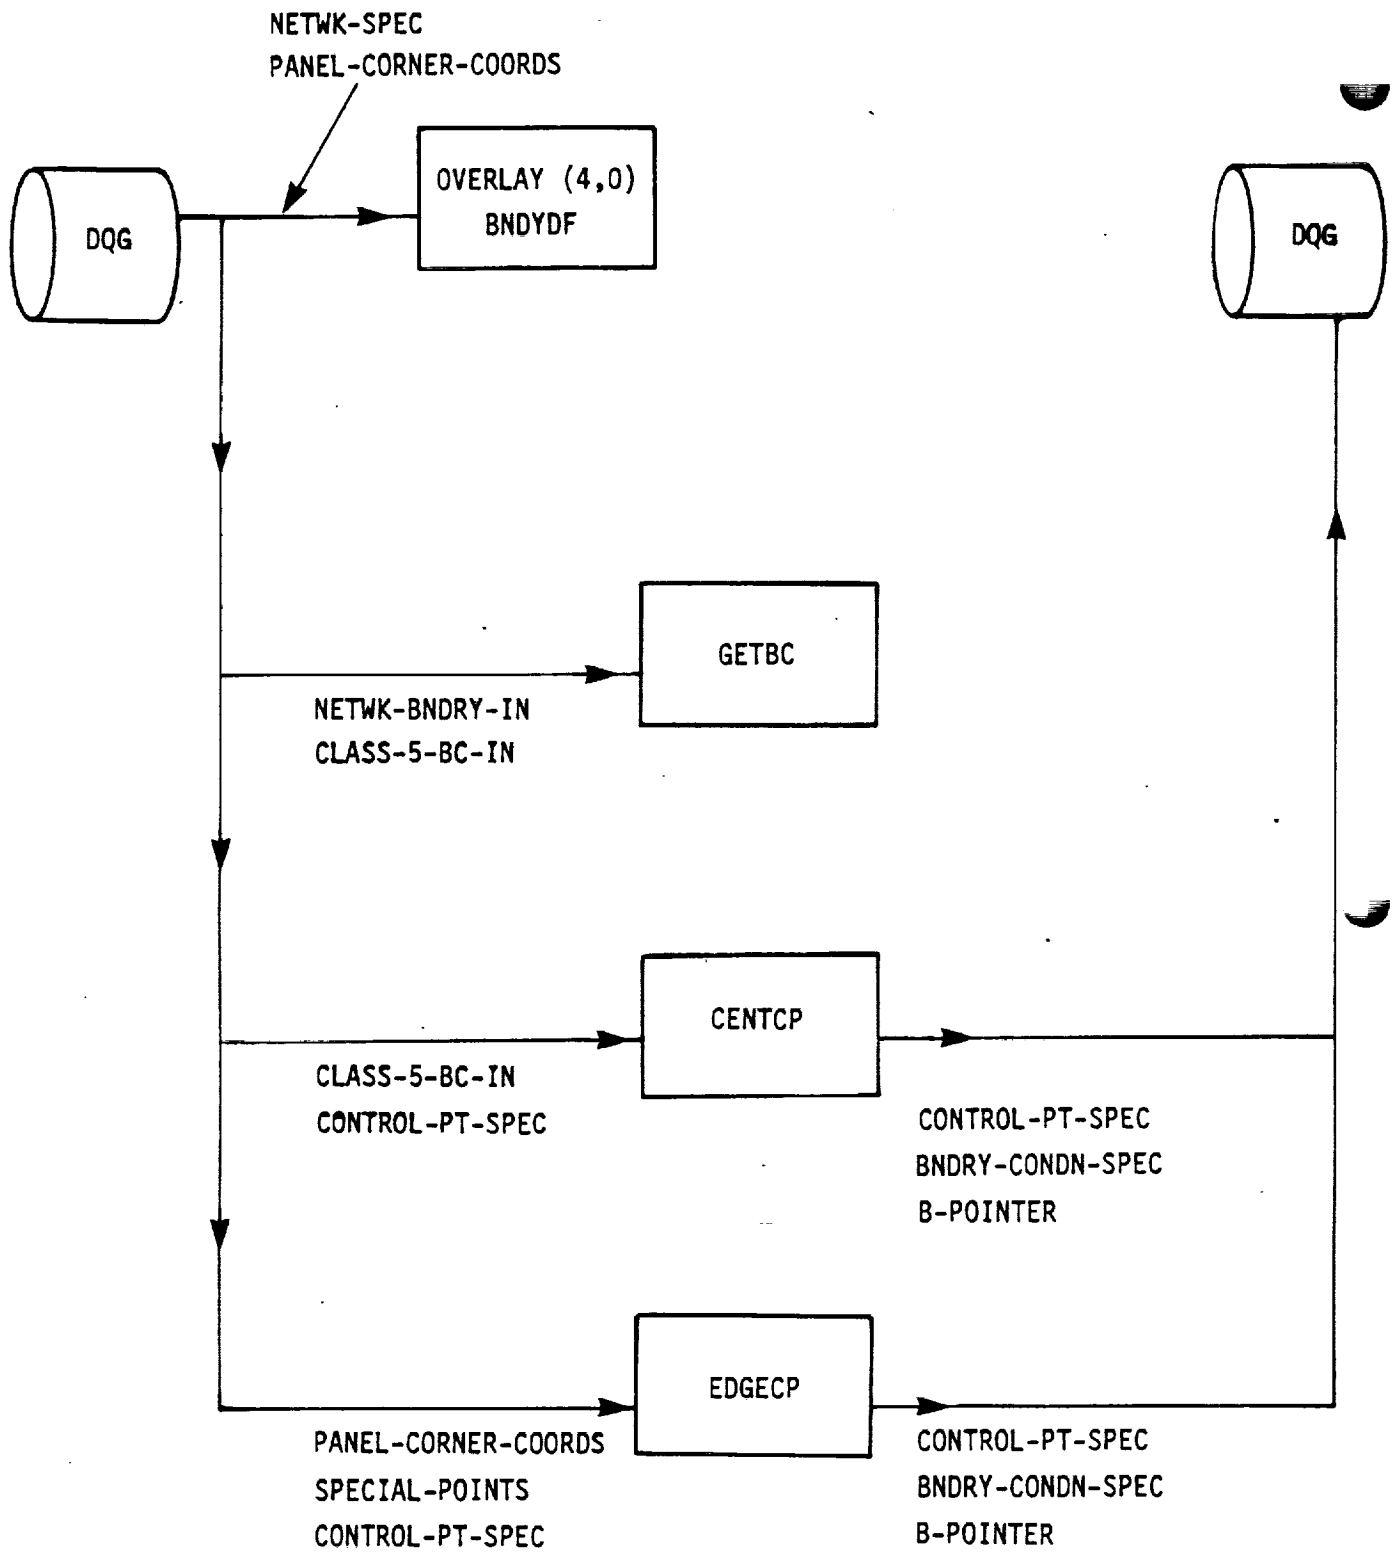 NETWK-SPEC
PANEL-CORNER-COORDS
OVERLAY (4,0)
BNDYDF
DQG
DQG
GETBC
NETWK-BNDRY-IN
CLASS-5-BC-IN
CENTCP
CLASS-5-BC-IN
CONTROL-PT-SPEC
CONTROL-PT-SPEC
BNDRY-CONDN-SPEC
B-POINTER
EDGECP
PANEL-CORNER-COORDS
SPECIAL-POINTS
CONTROL-PT-SPEC
CONTROL-PT-SPEC
BNDRY-CONDN-SPEC
B-POINTER